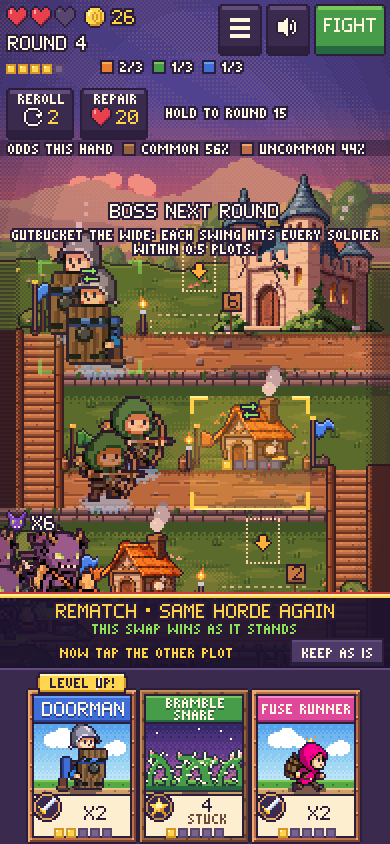 26
FIGHT
ROUND 4
2/3 1/3 1/3
REROLL
2
REPAIR
20
HOLD TO ROUND 15
ODDS THIS HAND COMMON 56% UNCOMMON 44%
BOSS NEXT ROUND
GUTBUCKET THE WIDE: EACH SWING HITS EVERY SOLDIER
WITHIN 0.5 PLOTS.
6
X6
2
REMATCH • SAME HORDE AGAIN
THIS SWAP WINS AS IT STANDS
NOW TAP THE OTHER PLOT
KEEP AS IS
LEVEL UP!
DOORMAN
X2
BRAMBLE
SNARE
4
STUCK
FUSE RUNNER
X2